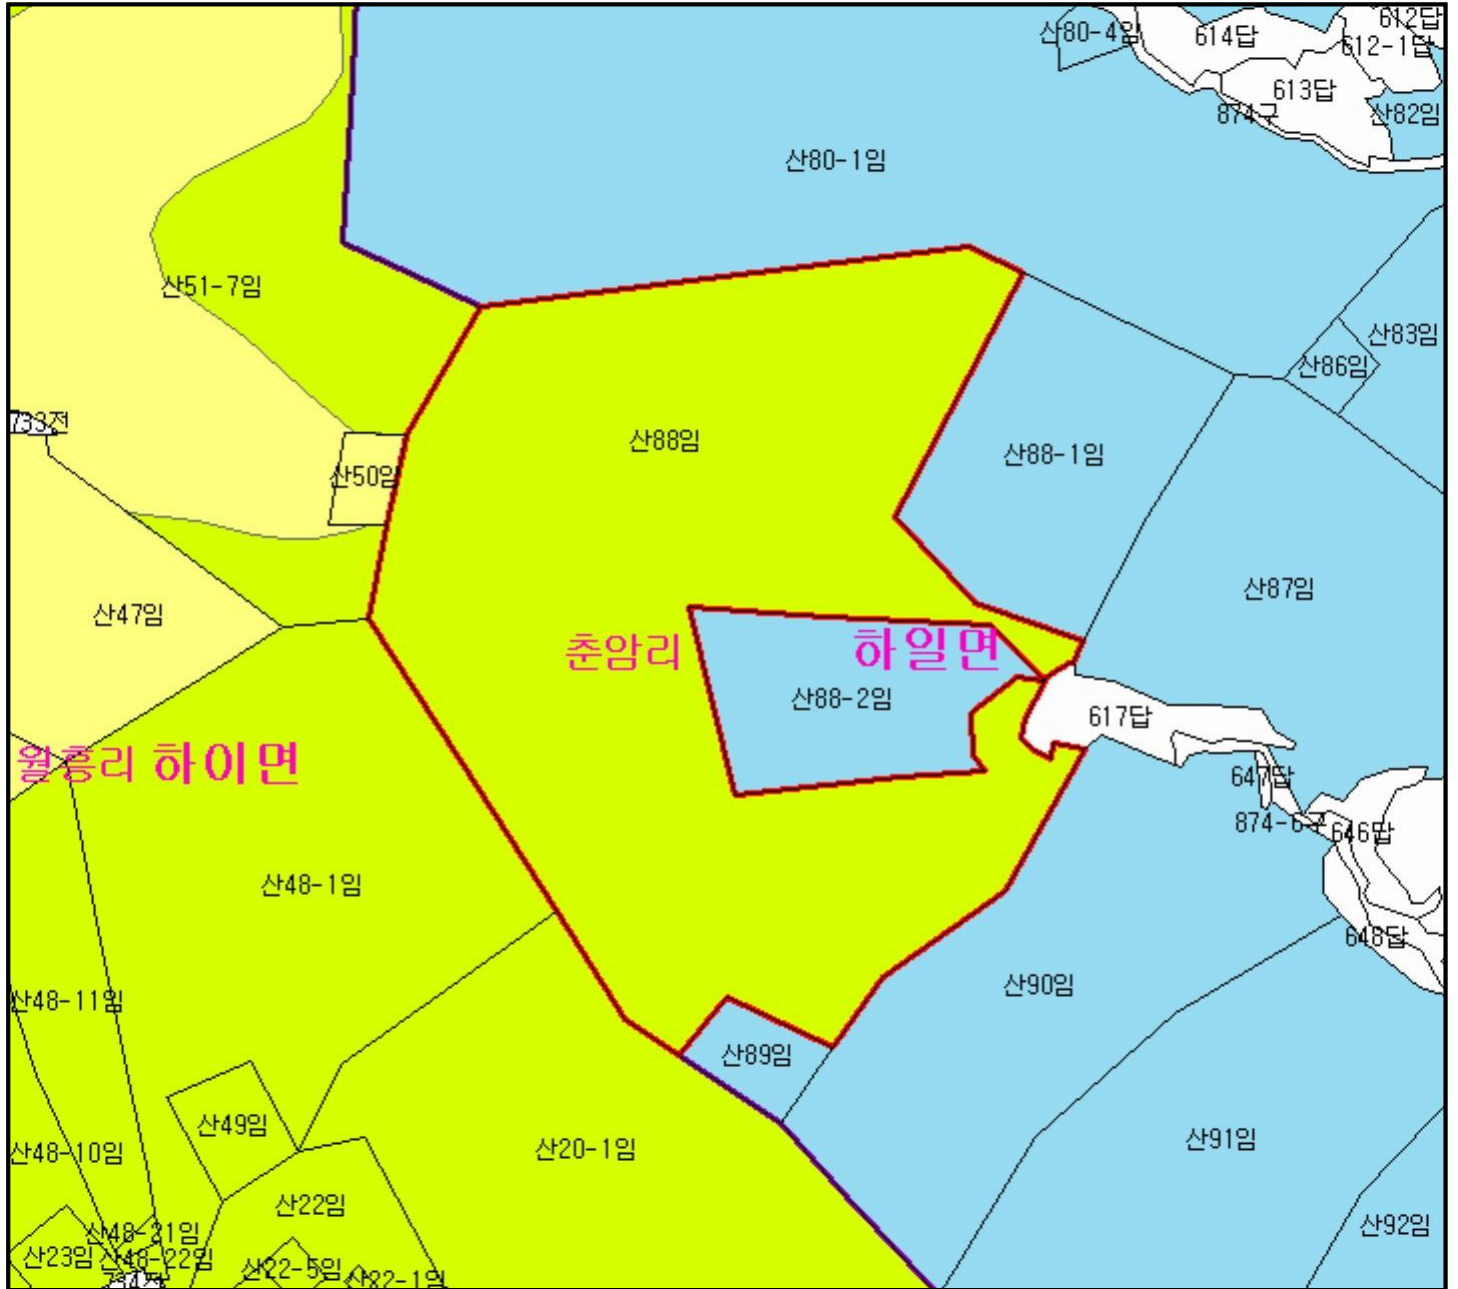 612답
산80-4임
614답
612-1답
613답
874구
산82임
산80-1임
산51-7임
산83임
산86임
733전
산88임
산88-1임
산50임
산87임
산47임
춘암리
하일면
산88-2임
617답
월흥리 하이면
647답
874-6구
646답
산48-1임
648답
산90임
산48-11임
산89임
산49임
산91임
산48-10임
산20-1임
산22임
산92임
산48-21임
산23임
산48-22임
산22-5임
산22-1임